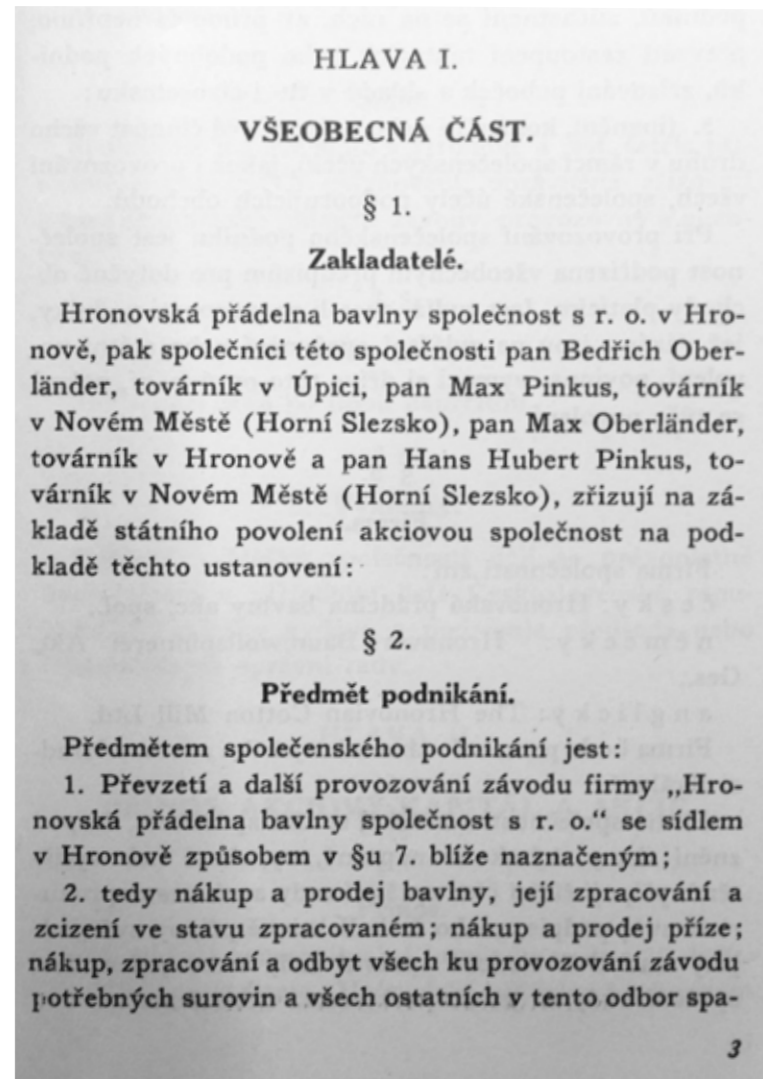 HLAVA I.
VŠEOBECNÁ ČÁST.
§ 1.
Zakladatelé.
Hronovská přádelna bavlny společnost s r. o. v Hro-
nově, pak společníci této společnosti pan Bedřich Ober-
länder, továrník v Úpici, pan Max Pinkus, továrník
v Novém Městě (Horní Slezsko), pan Max Oberländer,
továrník v Hronově a pan Hans Hubert Pinkus, to-
várník v Novém Městě (Horní Slezsko), zřizují na zá-
kladě státního povolení akciovou společnost na pod-
kladě těchto ustanovení:
§ 2.
Předmět podnikání.
Předmětem společenského podnikání jest:
1. Převzetí a další provozování závodu firmy „Hro-
novská přádelna bavlny společnost s r. o.“ se sídlem
v Hronově způsobem v §u 7. blíže naznačeným;
2. tedy nákup a prodej bavlny, její zpracování a
zcizení ve stavu zpracovaném; nákup a prodej příze;
nákup, zpracování a odbyt všech ku provozování závodu
potřebných surovin a všech ostatních v tento odbor spa-
3